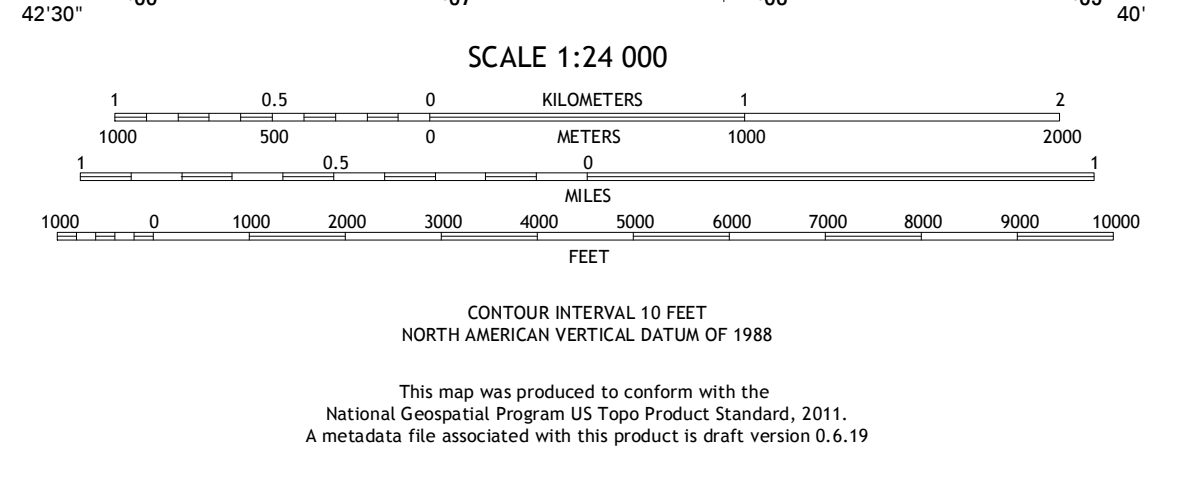 42'30" 40'
SCALE 1:24 000
1 0.5 0 KILOMETERS 1 2
1000 500 0 METERS 1000 2000
1 0.5 0 1
MILES
1000 0 1000 2000 3000 4000 5000 6000 7000 8000 9000 10000
FEET
CONTOUR INTERVAL 10 FEET
NORTH AMERICAN VERTICAL DATUM OF 1988
This map was produced to conform with the
National Geospatial Program US Topo Product Standard, 2011.
A metadata file associated with this product is draft version 0.6.19